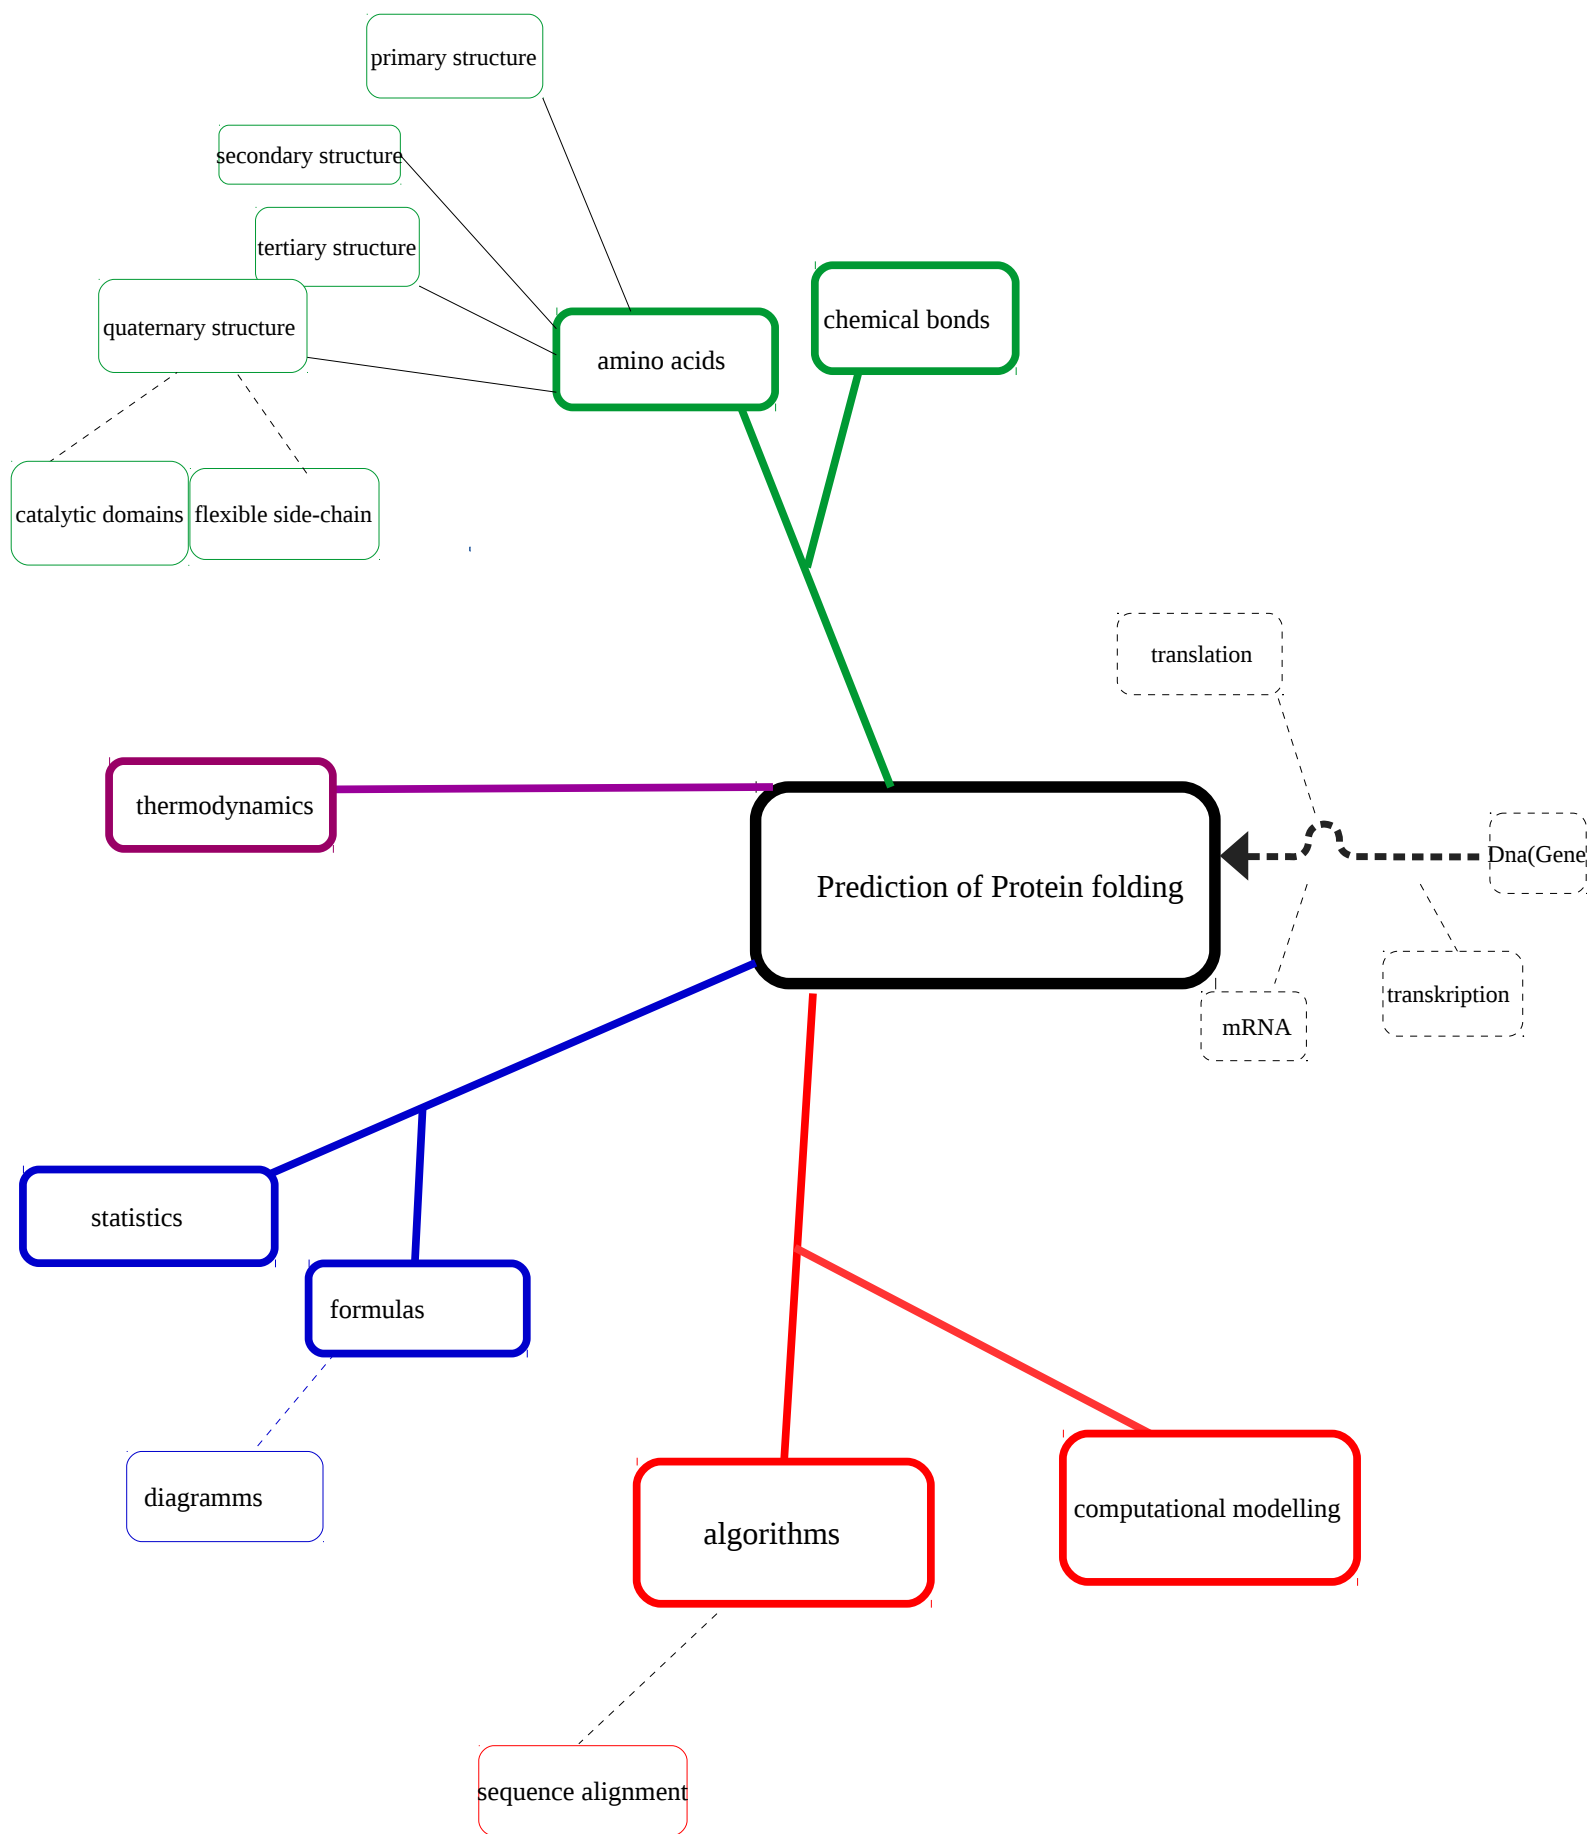 primary structure
secondary structure
tertiary structure
quaternary structure
chemical bonds
amino acids
catalytic domains
flexible side-chain
translation
thermodynamics
Dna(Gene
Prediction of Protein folding
transkription
mRNA
statistics
formulas
diagramms
computational modelling
algorithms
sequence alignment